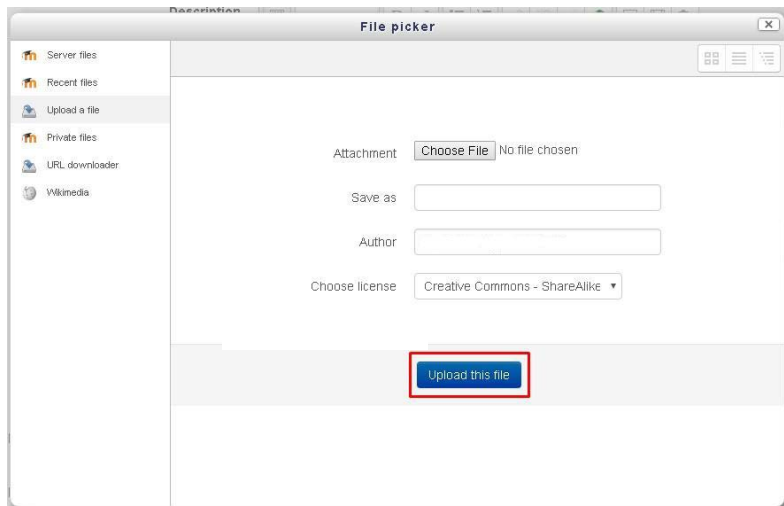 Description
File picker
Server files
Recent files
Upload a file
Private files
URL downloader
Wikimedia
Attachment Choose File No file chosen
Save as
Author
Choose license Creative Commons - ShareAlike
Upload this file